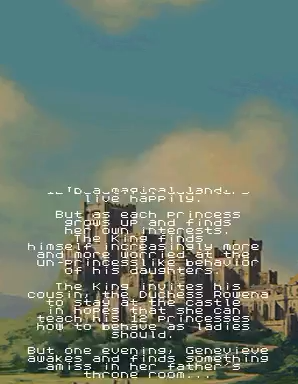 live happily.
But as each princess
grows up and finds
her own interests.
The King finds
himself increasingly more
and more worried at the
un-princesslike behavior
of his daughters.
The King invites his
cousin, the Duchess Rowena
to stay at the castle
in hopes that she can
teach his 12 princesses
how to behave as ladies
should.
But one evening, Genevieve
awakes and finds something
amiss in her father's
throne room...